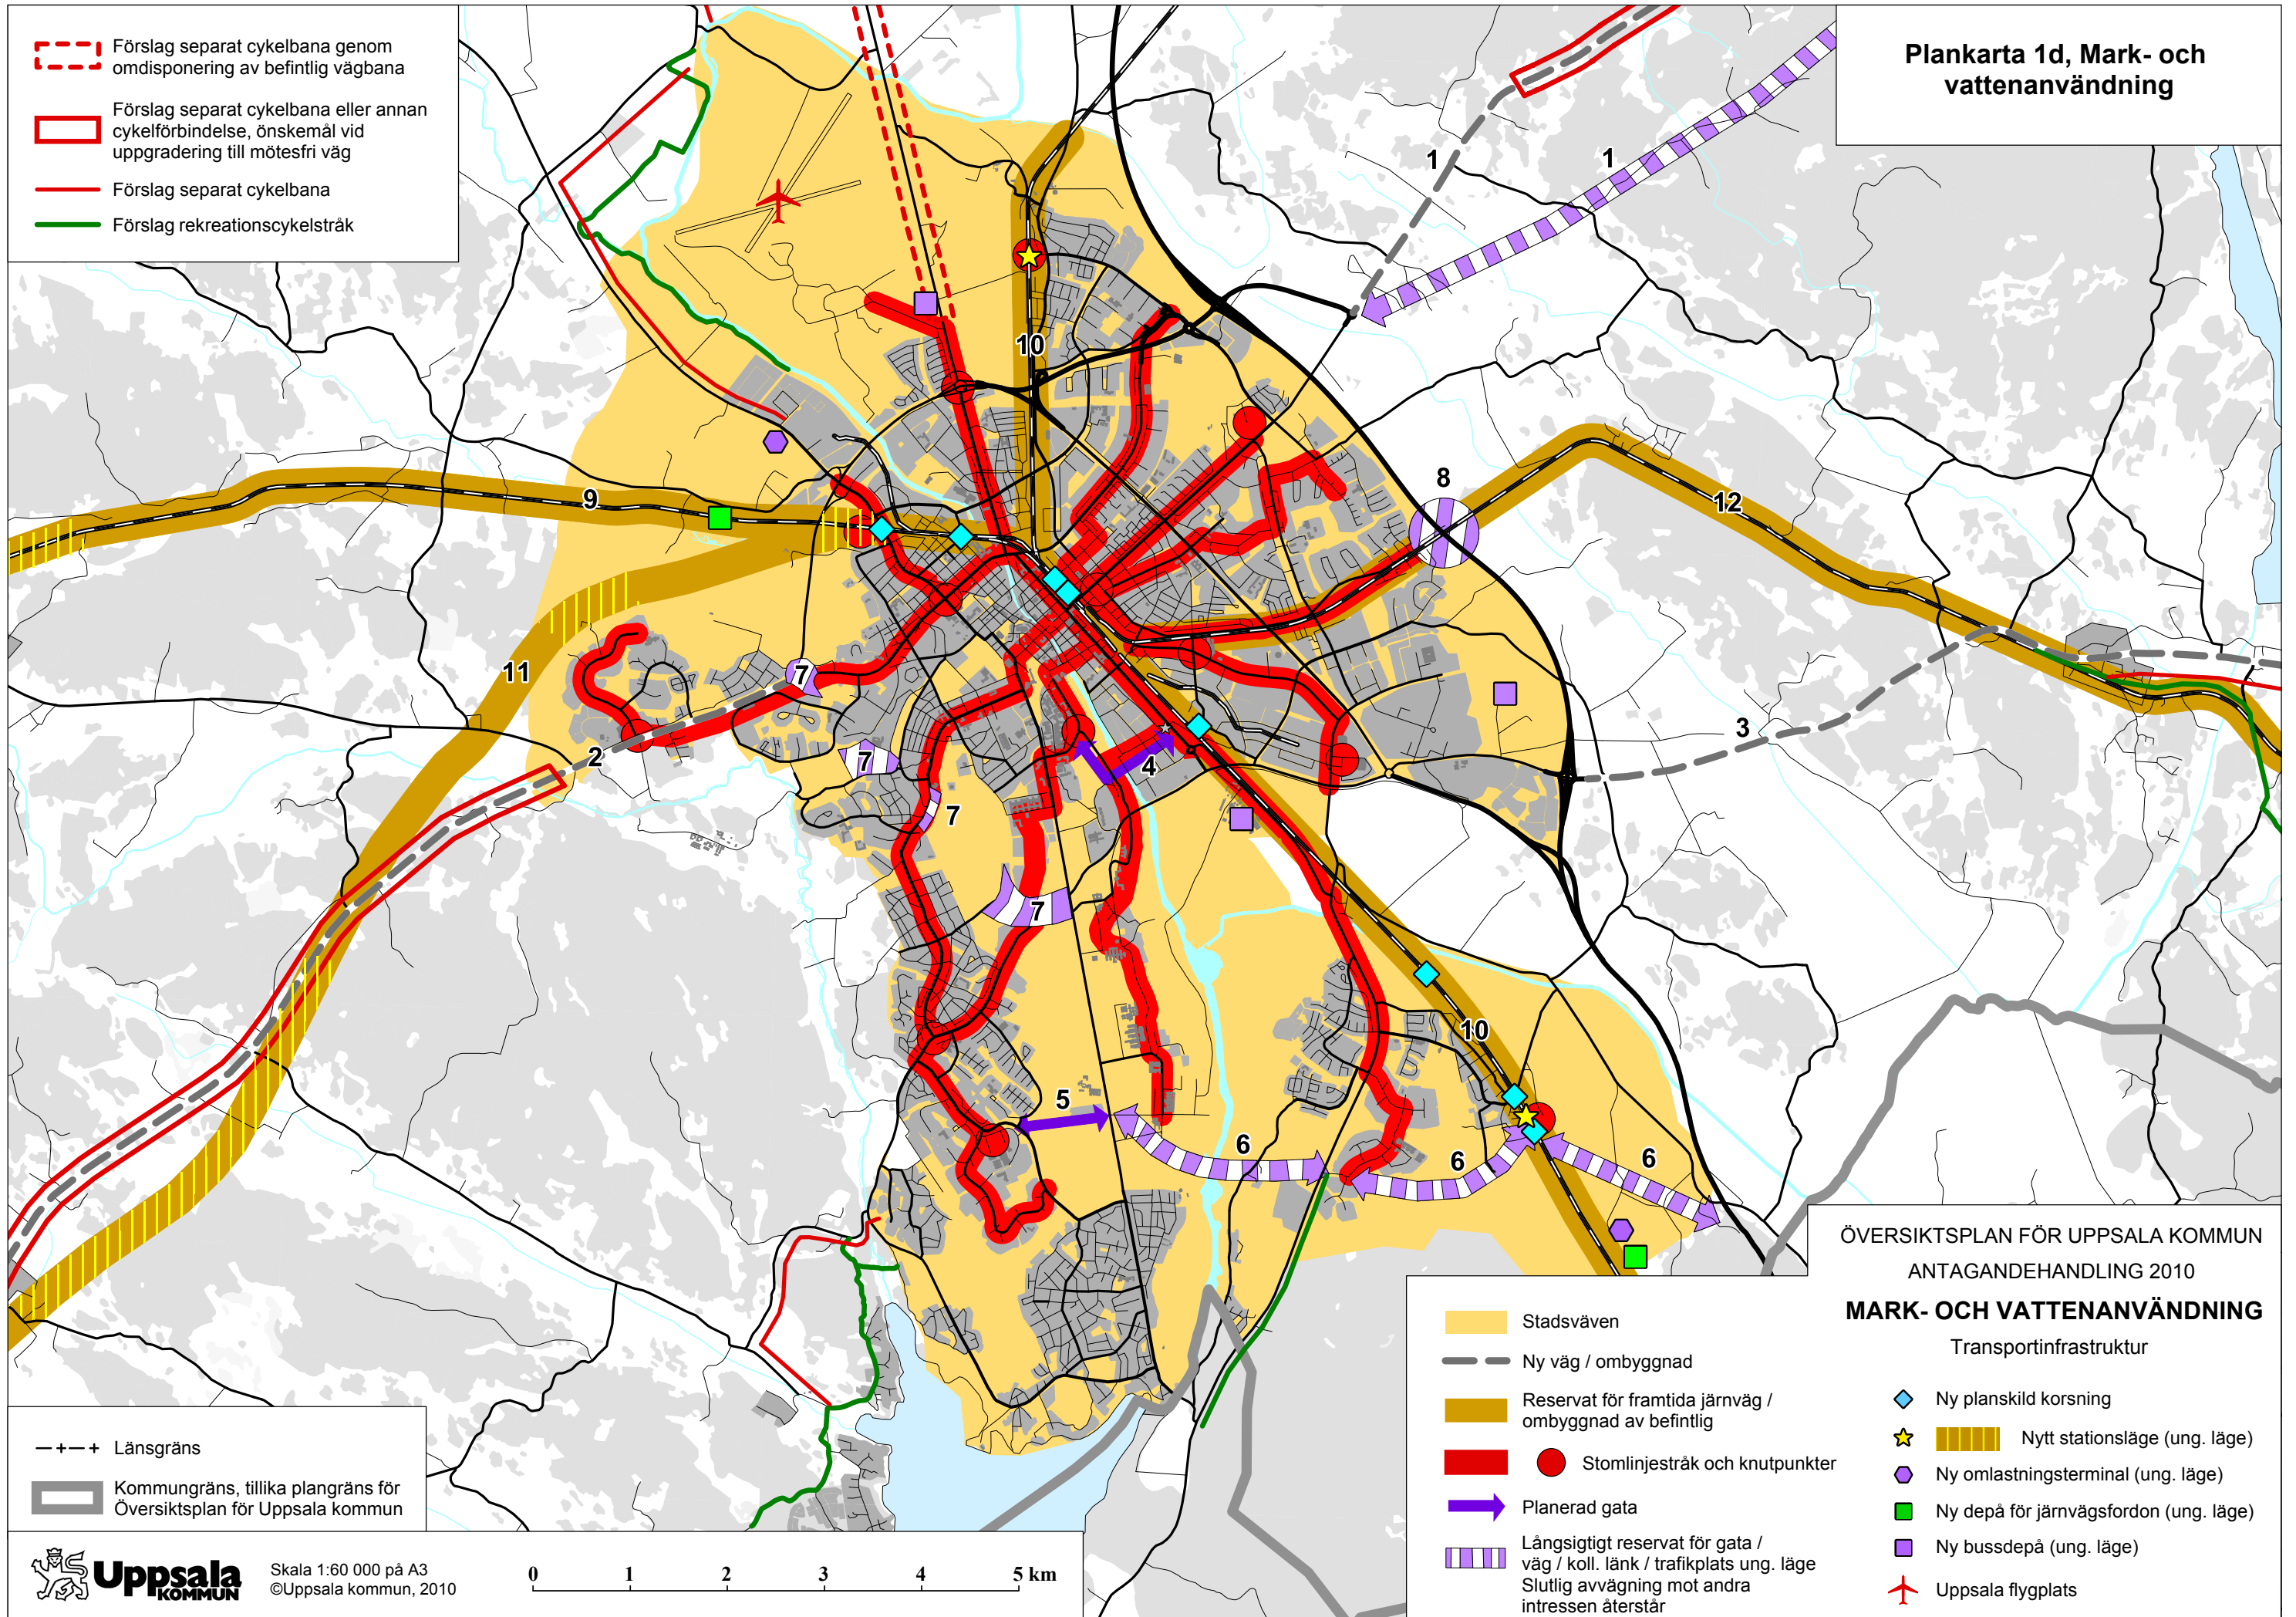 Förslag separat cykelbana genom
omdisponering av befintlig vägbana
Förslag separat cykelbana eller annan
cykelförbindelse, önskemål vid
uppgradering till mötesfri väg
Förslag separat cykelbana
Förslag rekreationscykelstråk
Plankarta 1d, Mark- och
vattenanvändning
1
1
10
8
9
12
11
7
2
7
4
3
7
7
10
5
6
6
6
Länsgräns
Kommungräns, tillika plangräns för
Översiktsplan för Uppsala kommun
Uppsala
KOMMUN
Skala 1:60 000 på A3
©Uppsala kommun, 2010
0 1 2 3 4 5 km
ÖVERSIKTSPLAN FÖR UPPSALA KOMMUN
ANTAGANDEHANDLING 2010
MARK- OCH VATTENANVÄNDNING
Transportinfrastruktur
Stadsväven
Ny väg / ombyggnad
Reservat för framtida järnväg /
ombyggnad av befintlig
Stomlinjestråk och knutpunkter
Planerad gata
Långsigtigt reservat för gata /
väg / koll. länk / trafikplats ung. läge
Slutlig avvägning mot andra
intressen återstår
Ny planskild korsning
Nytt stationsläge (ung. läge)
Ny omlastningsterminal (ung. läge)
Ny depå för järnvägsfordon (ung. läge)
Ny bussdepå (ung. läge)
Uppsala flygplats